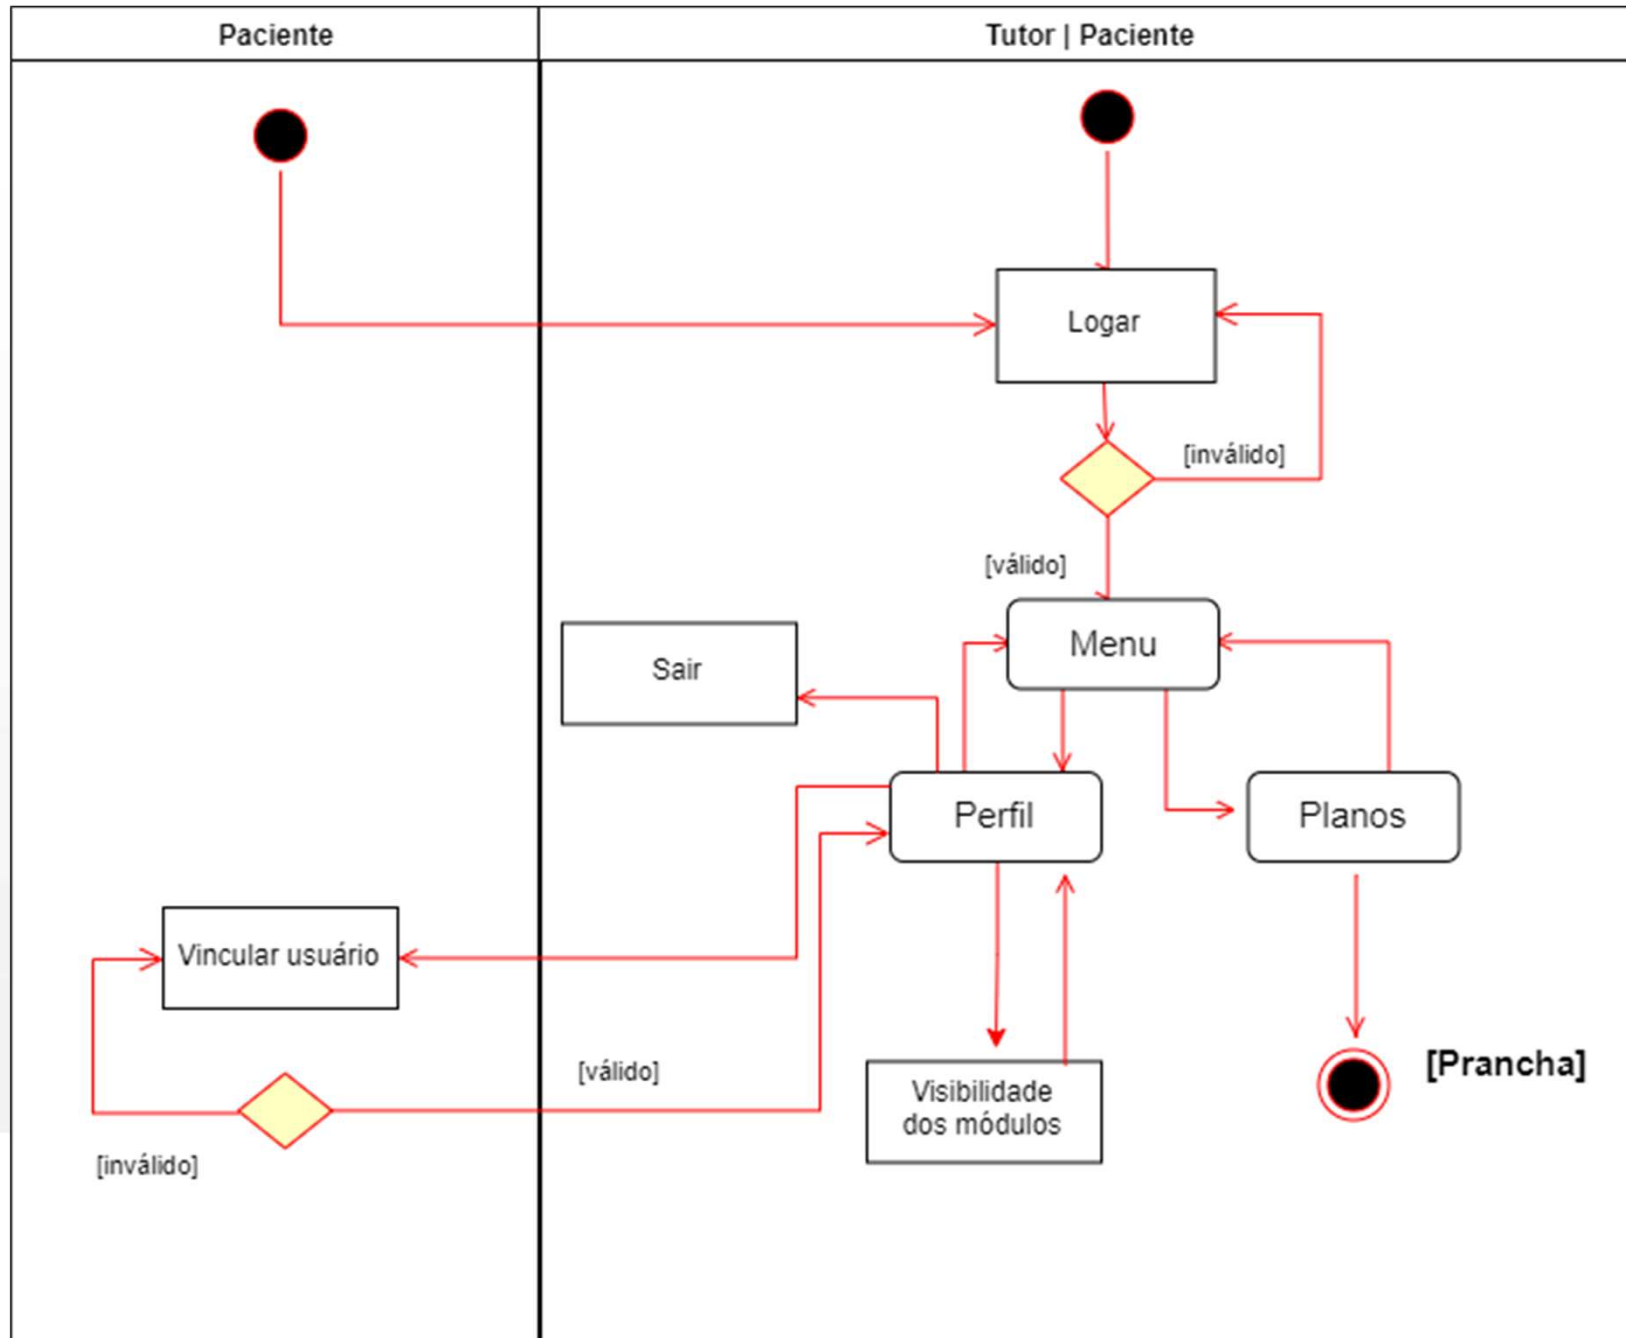 Paciente
Tutor | Paciente
Logar
[inválido]
[válido]
Menu
Sair
Perfil
Planos
Vincular usuário
[válido]
[Prancha]
Visibilidade
dos módulos
[inválido]